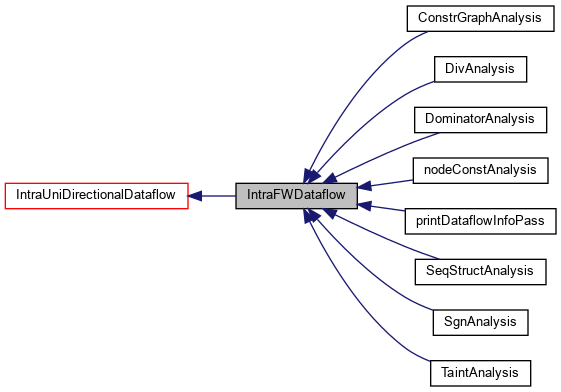 ConstrGraphAnalysis
DivAnalysis
DominatorAnalysis
nodeConstAnalysis
IntraUniDirectionalDataflow
IntraFWDataflow
printDataflowInfoPass
SeqStructAnalysis
SgnAnalysis
TaintAnalysis